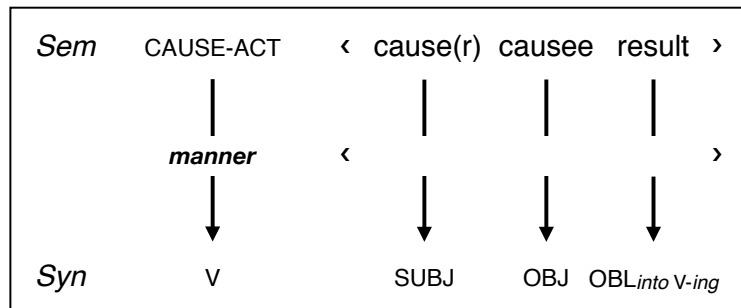 Sem CAUSE-ACT ‹ cause(r) causee result ›
manner ‹ ›
Syn V SUBJ OBJ OBLinto V-ing